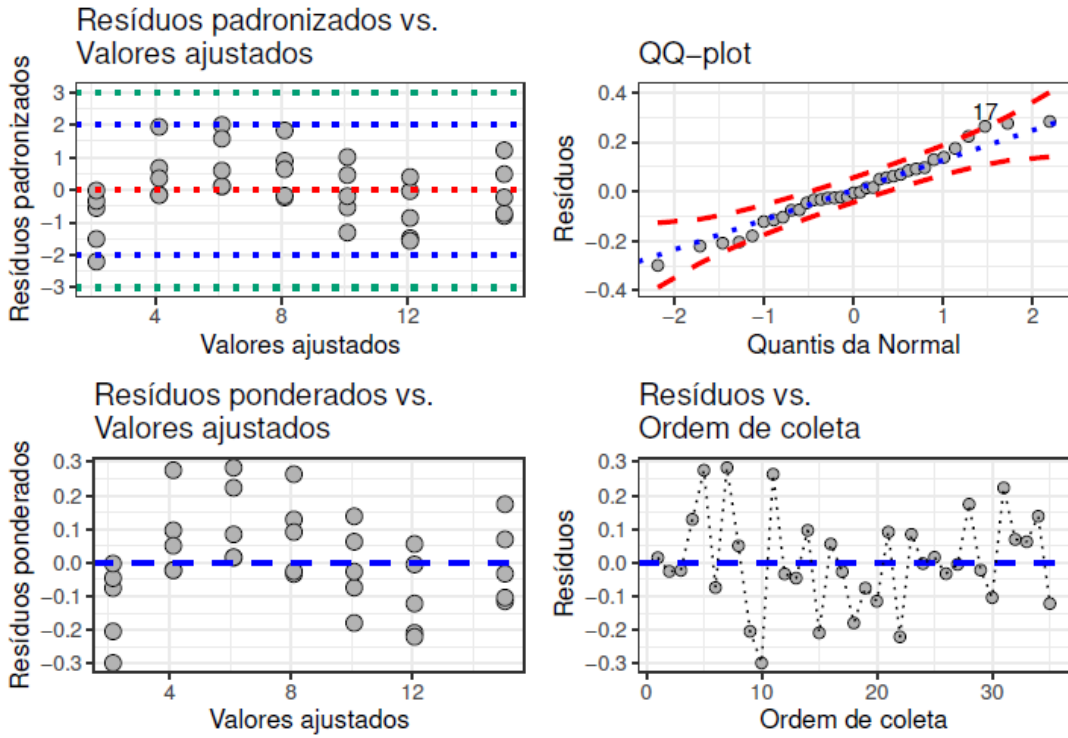 Resíduos padronizados vs.
Valores ajustados
Resíduos padronizados
3
2
1
0
−1
−2
−3
4
8
12
Valores ajustados
QQ−plot
Resíduos
0.4
0.2
0.0
−0.2
−0.4
17
−2
−1
0
1
2
Quantis da Normal
Resíduos ponderados vs.
Valores ajustados
Resíduos ponderados
0.3
0.2
0.1
0.0
−0.1
−0.2
−0.3
4
8
12
Valores ajustados
Resíduos vs.
Ordem de coleta
Resíduos
0.3
0.2
0.1
0.0
−0.1
−0.2
−0.3
0
10
20
30
Ordem de coleta